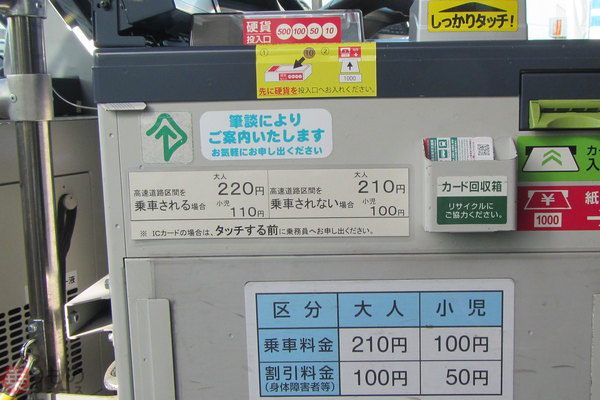 しっかりタッチ!
硬貨 500 100 50 10
投入口
① 10 ②
1000
先に硬貨を投入口へお入れください。
筆談により
ご案内いたします
お気軽にお申し出ください
高速道路区間を 大人 220円
乗車される場合 小児 110円
高速道路区間を 大人 210円
乗車されない場合 小児 100円
※ ICカードの場合は、タッチする前に乗務員へお申し出ください。
カード回収箱
リサイクルに
ご協力ください。
カー
入
紙
1000
区分 大人 小児
乗車料金 210円 100円
割引料金 100円 50円
(身体障害者等)